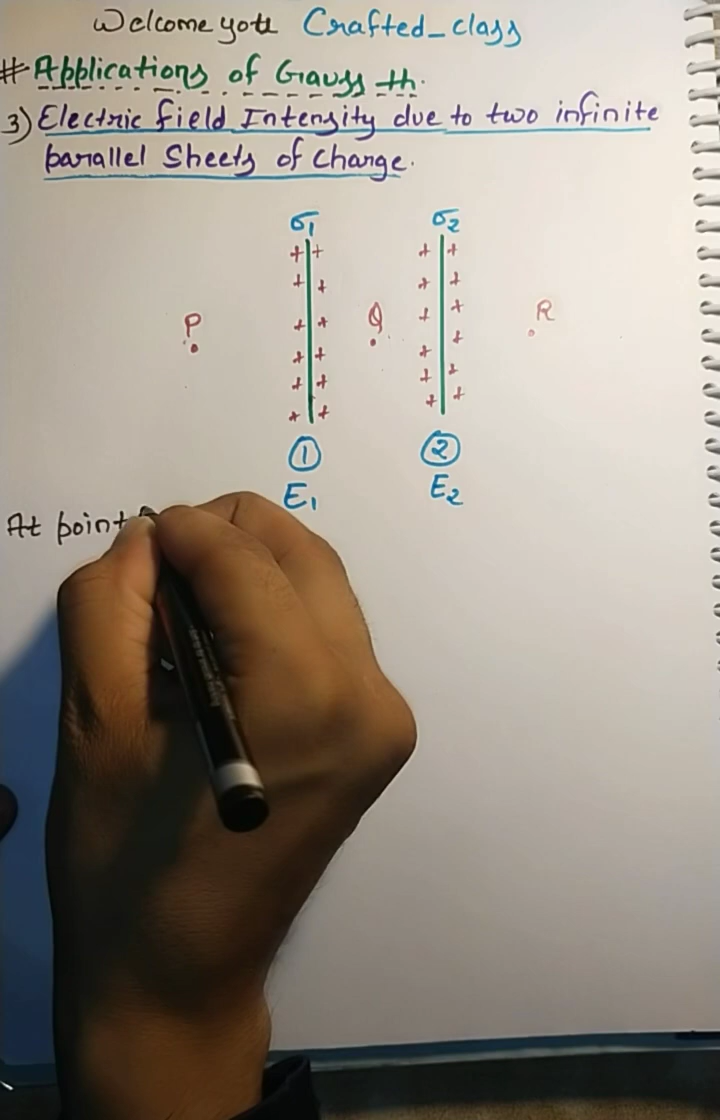 Welcome you Crafted_class
# Applications of Gauss th.
3) Electric field Intensity due to two infinite
parallel Sheets of Charge.
σ1 σ2
P Q R
① ②
E1 E2
At point